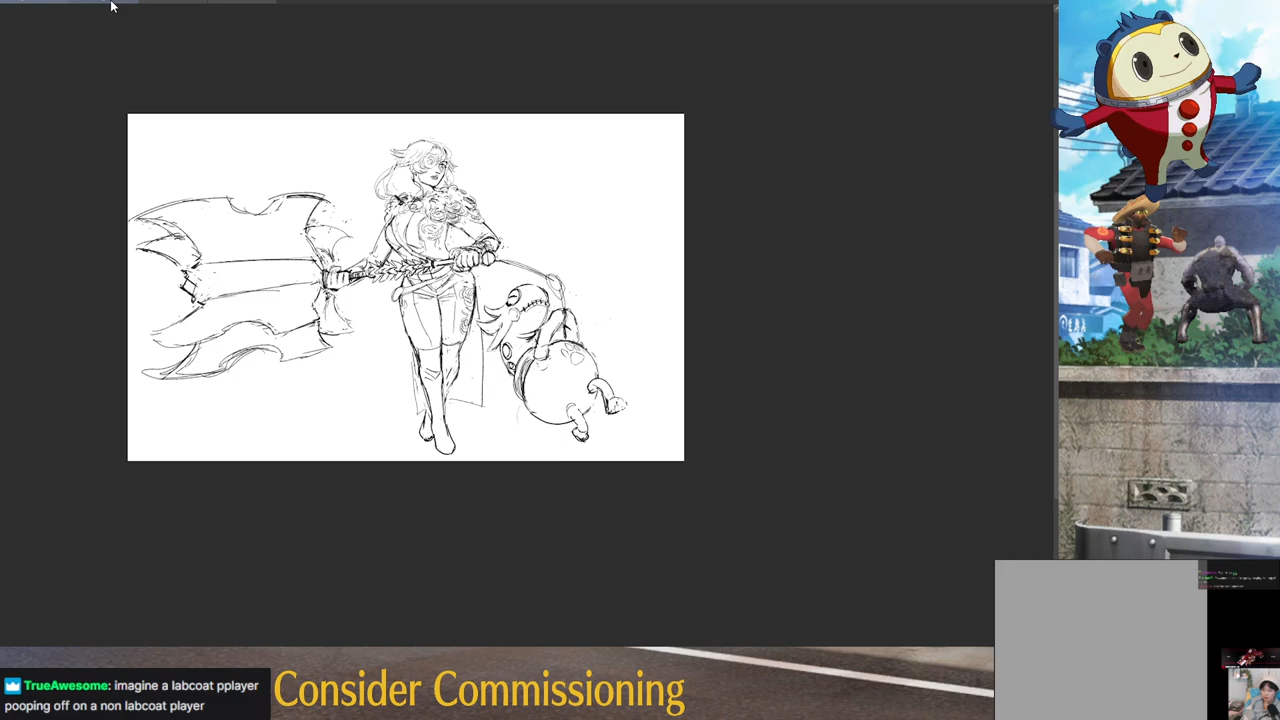 TrueAwesome: imagine a labcoat pplayer
pooping off on a non labcoat player
Consider Commissioning